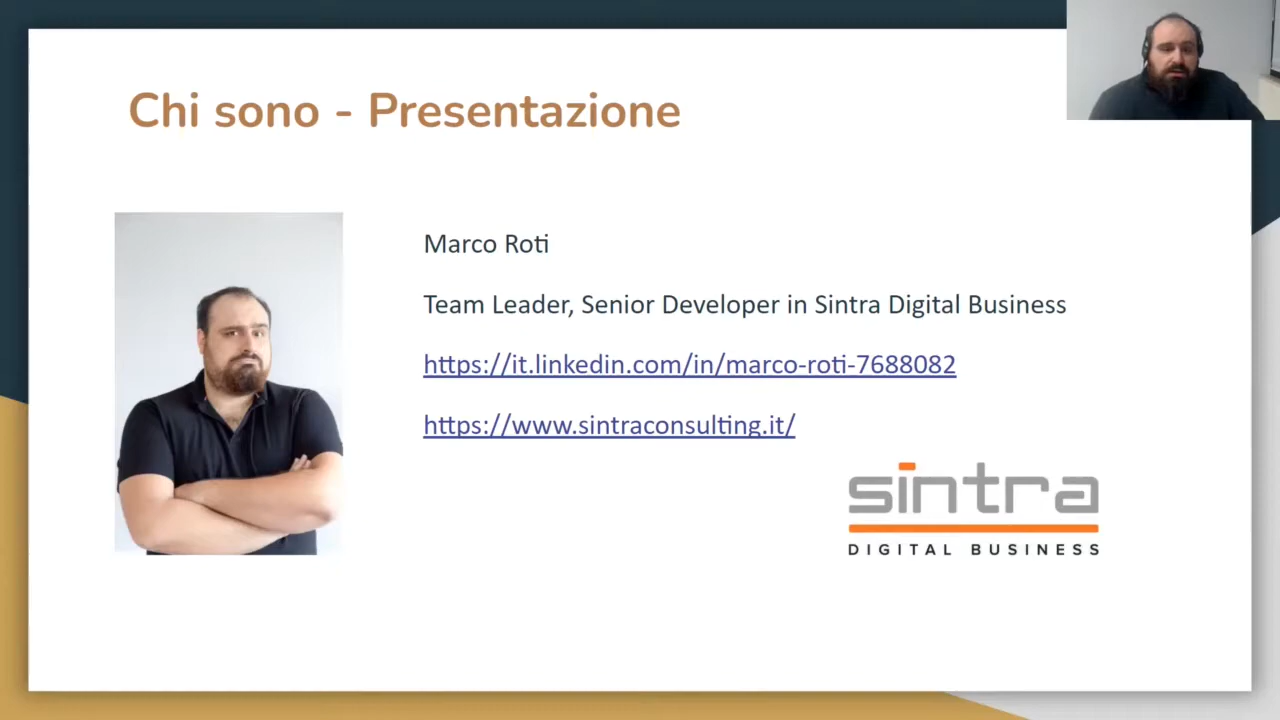 Chi sono - Presentazione
Marco Roti
Team Leader, Senior Developer in Sintra Digital Business
https://it.linkedin.com/in/marco-roti-7688082
https://www.sintraconsulting.it/
sintra
DIGITAL BUSINESS